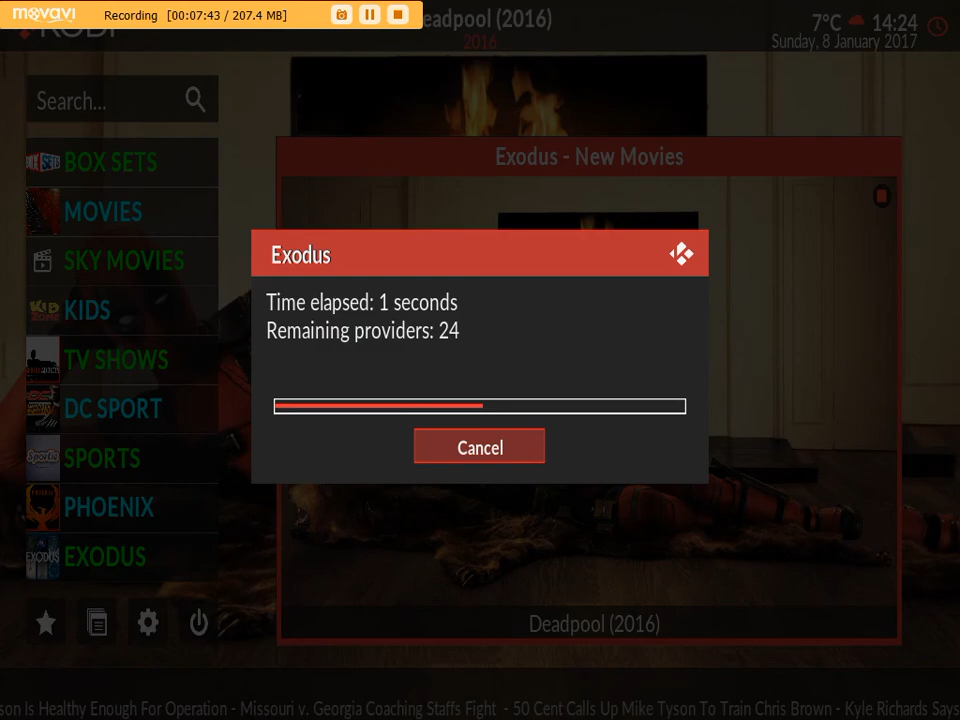 movavi
Recording [00:07:43 / 207.4 MB]
eadpool (2016)
2016
7°C 14:24
Sunday, 8 January 2017
Search...
BOX SETS
MOVIES
SKY MOVIES
KIDS
TV SHOWS
DC SPORT
SPORTS
PHOENIX
EXODUS
Exodus - New Movies
Exodus
Time elapsed: 1 seconds
Remaining providers: 24
Cancel
Deadpool (2016)
son Is Healthy Enough For Operation - Missouri v. Georgia Coaching Staffs Fight - 50 Cent Calls Up Mike Tyson To Train Chris Brown - Kyle Richards Says